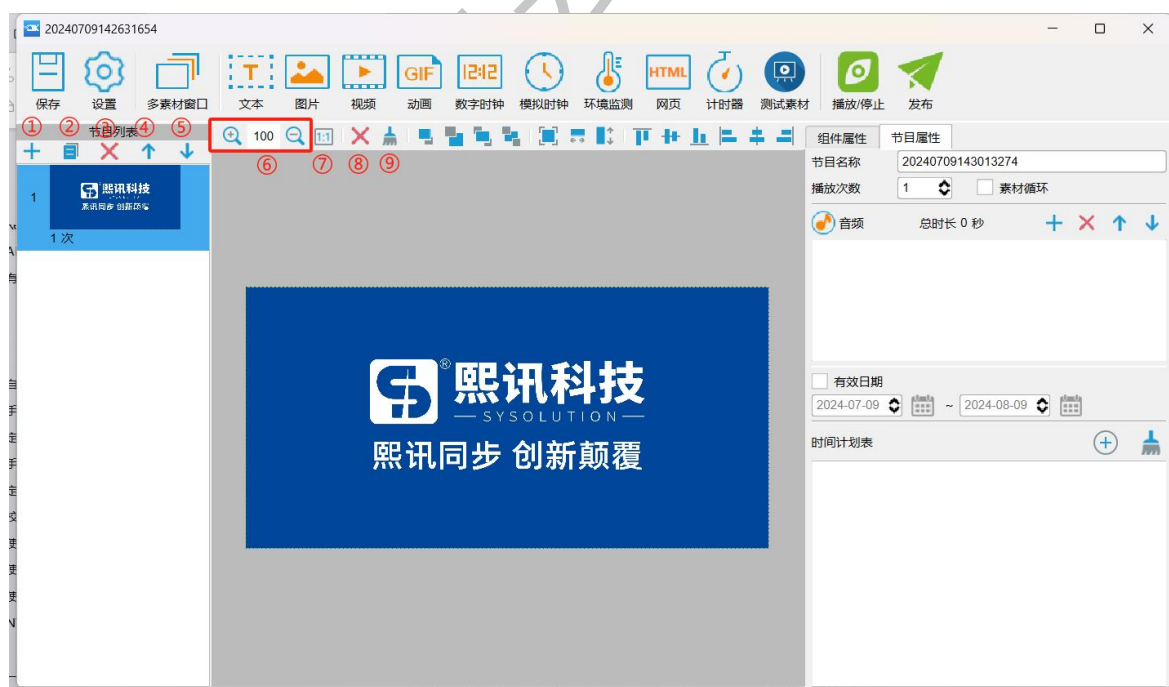 20240709142631654
保存 设置 多素材窗口 文本 图片 视频 动画 数字时钟 模拟时钟 环境监测 网页 计时器 测试素材 播放/停止 发布
T GIF 12:12 HTML
① ② ③ ④ ⑤
节目列表
100 1:1
⑥ ⑦ ⑧ ⑨
1
熙讯科技
熙讯同步 创新颠覆
1 次
®
熙讯科技
SYSOLUTION
熙讯同步 创新颠覆
组件属性 节目属性
节目名称 20240709143013274
播放次数 1 素材循环
音频 总时长 0 秒
有效日期
2024-07-09 ~ 2024-08-09
时间计划表